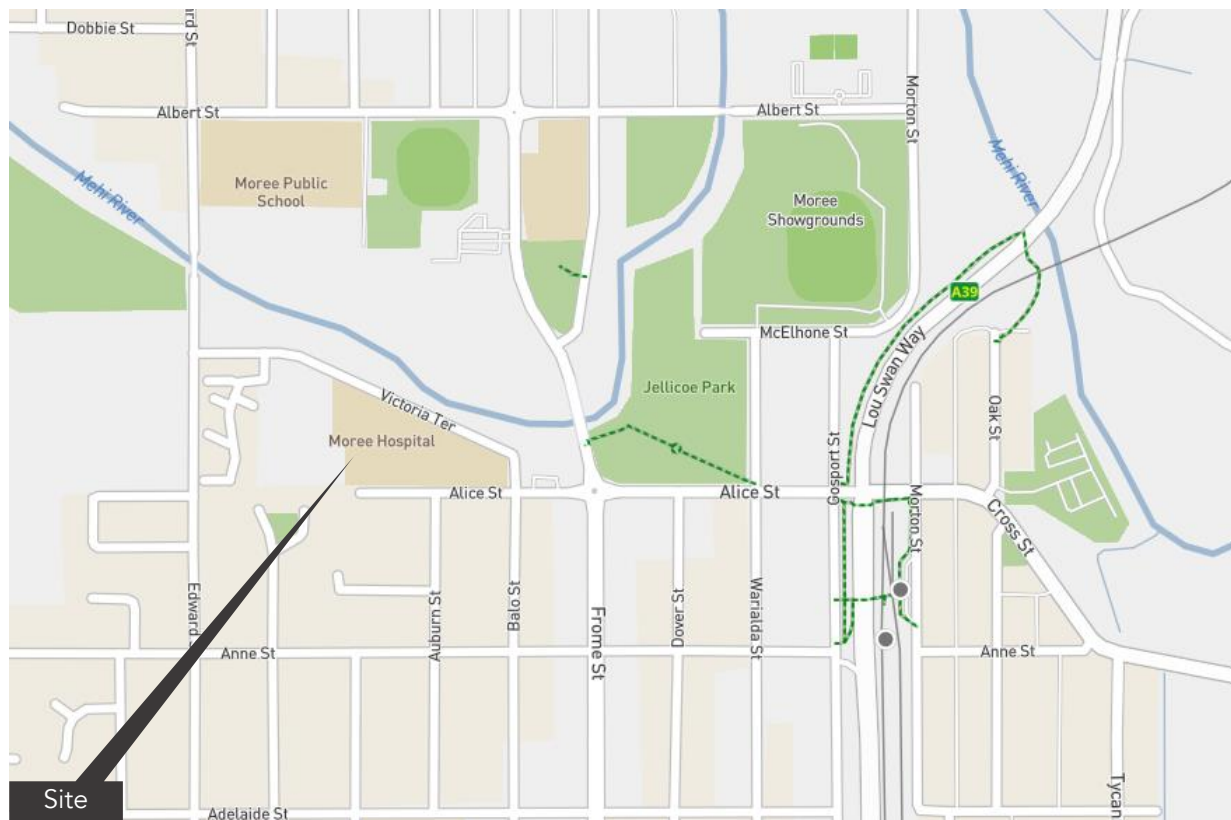 Dobbie St
ard St
Albert St
Albert St
Morton St
Mehi River
Mehi River
Moree Public
School
Moree
Showgrounds
A39
McElhone St
Lou Swan Way
Victoria Ter
Jellicoe Park
Oak St
Moree Hospital
Gosport St
Alice St
Alice St
Morton St
Cross St
Edward
Auburn St
Balo St
Frome St
Dover St
Warialda St
Anne St
Anne St
Tycan
Site
Adelaide St